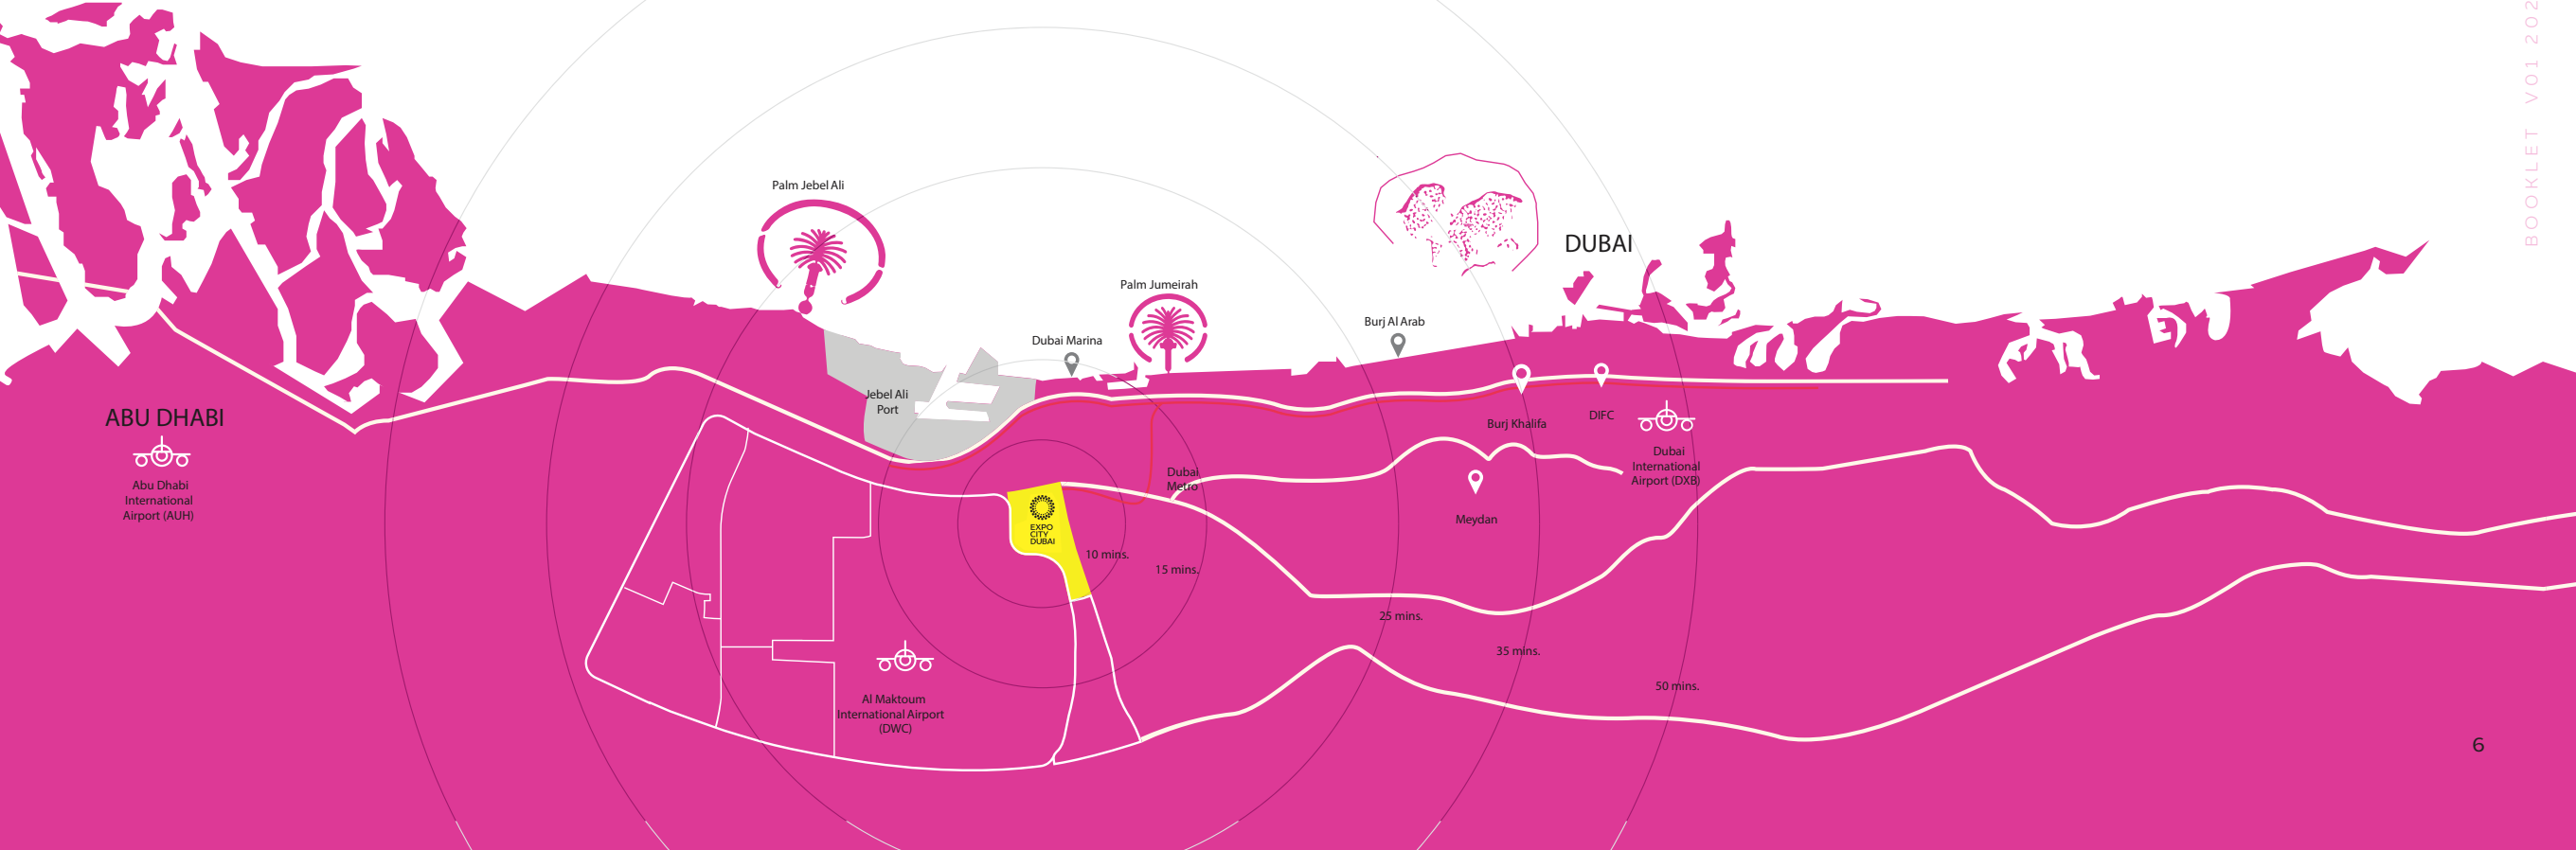 BOOKLET V01 202
Palm Jebel Ali
DUBAI
Palm Jumeirah
Burj Al Arab
Dubai Marina
Jebel Ali
Port
ABU DHABI
Abu Dhabi
International
Airport (AUH)
Burj Khalifa
DIFC
Dubai
International
Airport (DXB)
Dubai
Metro
Meydan
EXPO
CITY
DUBAI
10 mins.
15 mins.
25 mins.
35 mins.
50 mins.
Al Maktoum
International Airport
(DWC)
6